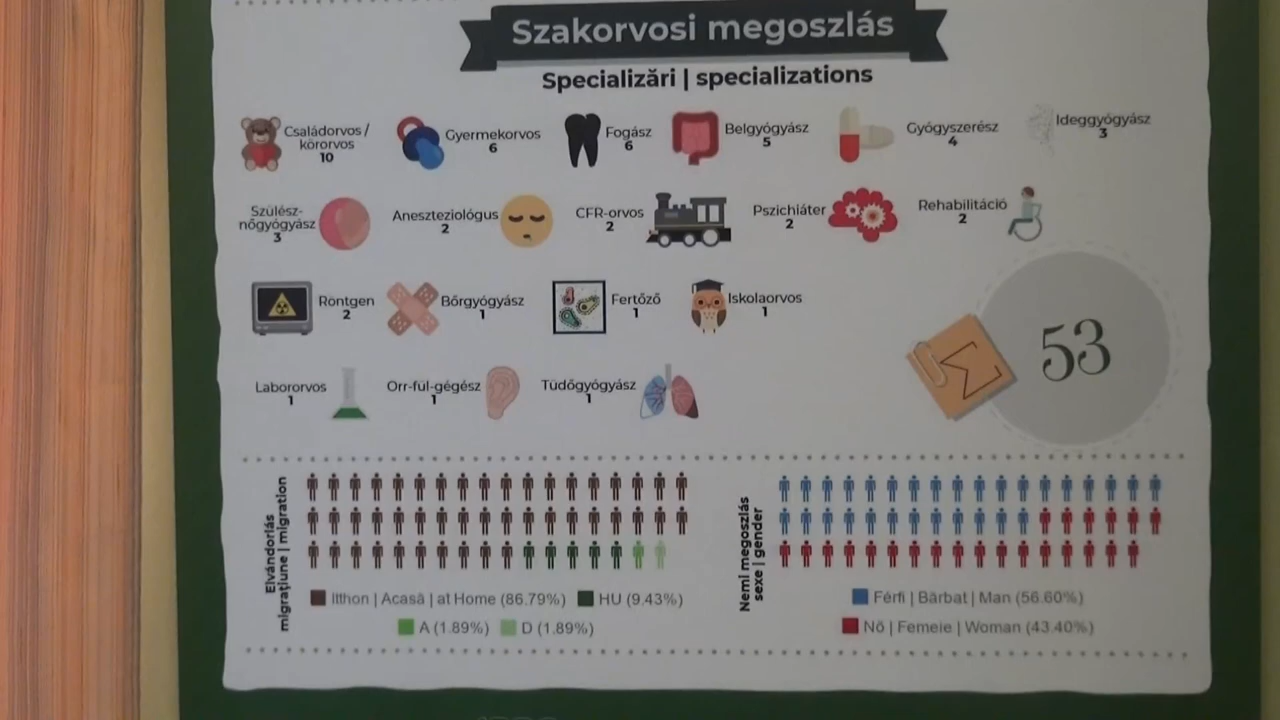 Szakorvosi megoszlás
Specializări | specializations
Családorvos /
körorvos
10
Gyermekorvos
6
Fogász
6
Belgyógyász
5
Gyógyszerész
4
Ideggyógyász
3
Szülész-
nőgyógyász
3
Aneszteziológus
2
CFR-orvos
2
Pszichiáter
2
Rehabilitáció
2
Röntgen
2
Bőrgyógyász
1
Fertőző
1
Iskolaorvos
1
53
Labororvos
1
Orr-fül-gégész
1
Tüdőgyógyász
1
Elvándorlás
migrațiune | migration
Itthon | Acasă | at Home (86.79%)
HU (9.43%)
A (1.89%)
D (1.89%)
Nemi megoszlás
sexe | gender
Férfi | Bărbat | Man (56.60%)
Nő | Femeie | Woman (43.40%)